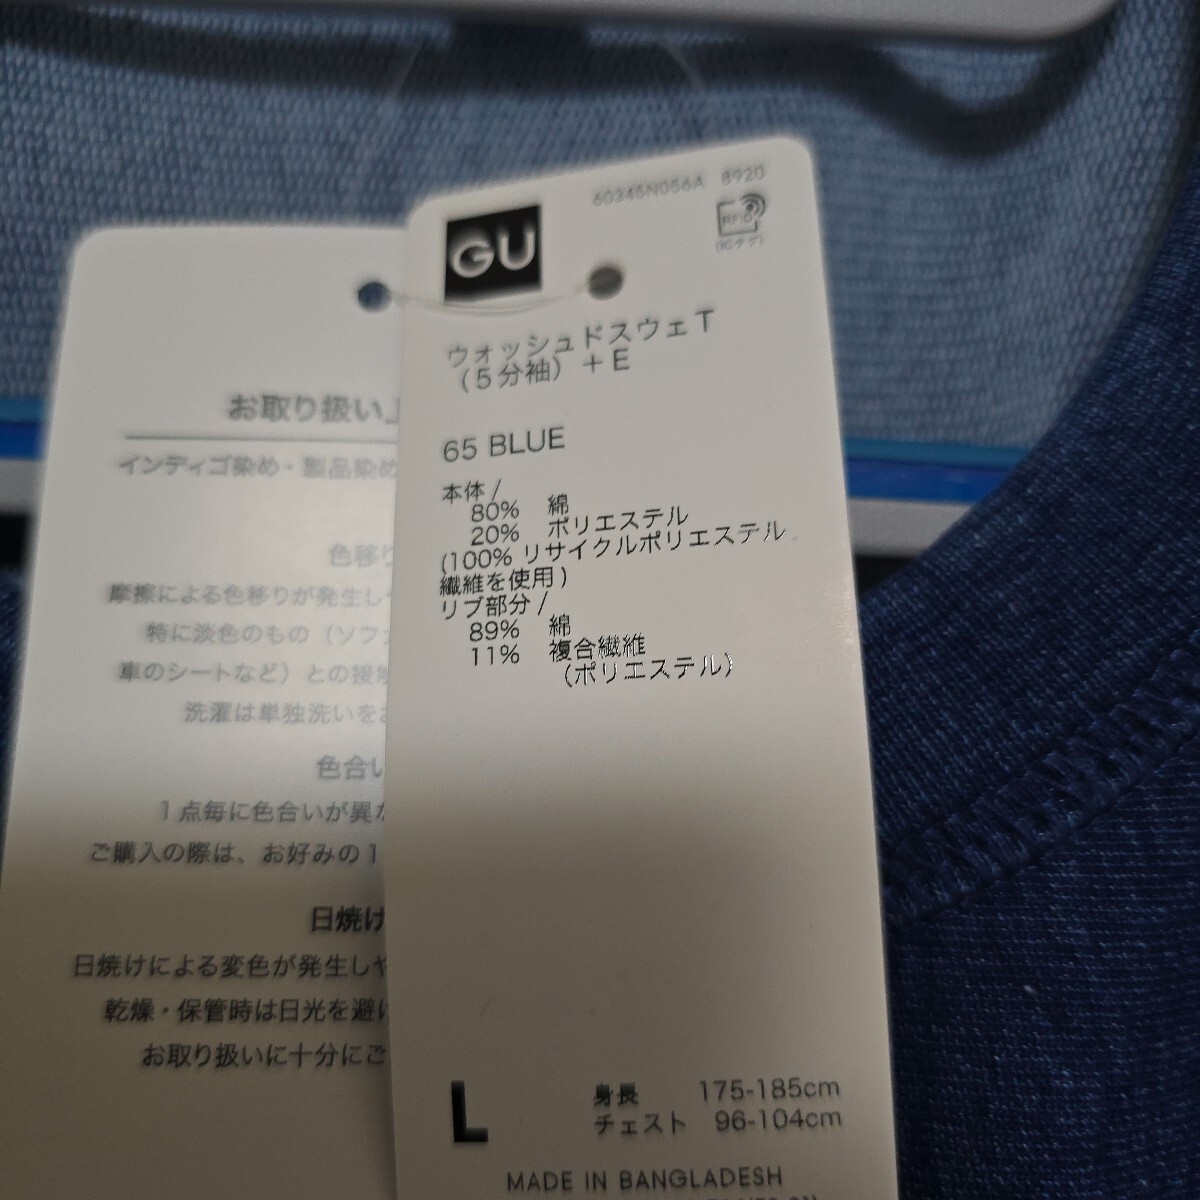 60345N056A 8920
GU
RFID
(ICタグ)
ウォッシュドスウェT
(5分袖)+E
65 BLUE
本体/
80% 綿
20% ポリエステル
(100% リサイクルポリエステル
繊維を使用)
リブ部分/
89% 綿
11% 複合繊維
(ポリエステル)
L
身長 175-185cm
チェスト 96-104cm
MADE IN BANGLADESH
お取り扱い上
インディゴ染め・製品染め
色移り
摩擦による色移りが発生しや
特に淡色のもの(ソファ
車のシートなど)との接触
洗濯は単独洗いをお
色合い
1点毎に色合いが異な
ご購入の際は、お好みの1
日焼け
日焼けによる変色が発生しや
乾燥・保管時は日光を避け
お取り扱いに十分にご